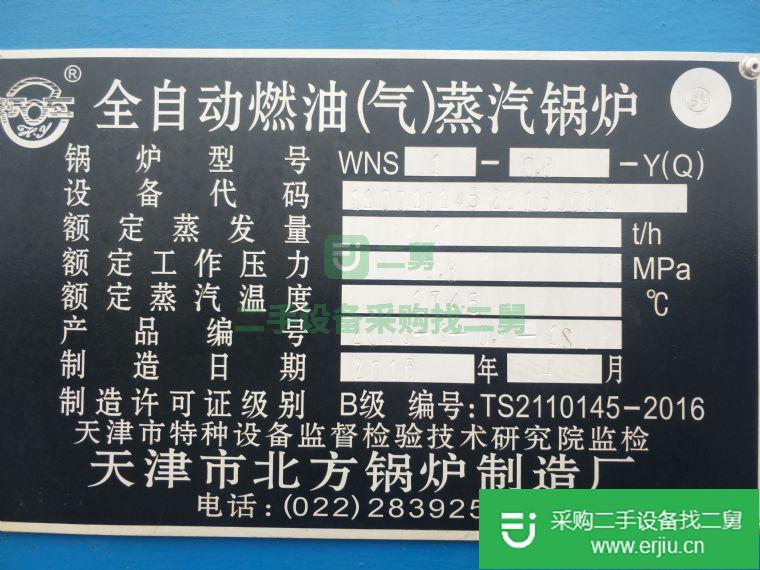 ®
全自动燃油(气)蒸汽锅炉
锅炉型号 WNS 1 - 0.8 -Y(Q)
设备代码
额定蒸发量 1 t/h
额定工作压力 MPa
额定蒸汽温度 ℃
产品编号
制造日期 2016 年 4 月
制造许可证级别 B级 编号:TS2110145-2016
天津市特种设备监督检验技术研究院监检
天津市北方锅炉制造厂
电话:(022)283925
二舅
二手设备采购找二舅
采购二手设备找二舅
www.erjiu.cn